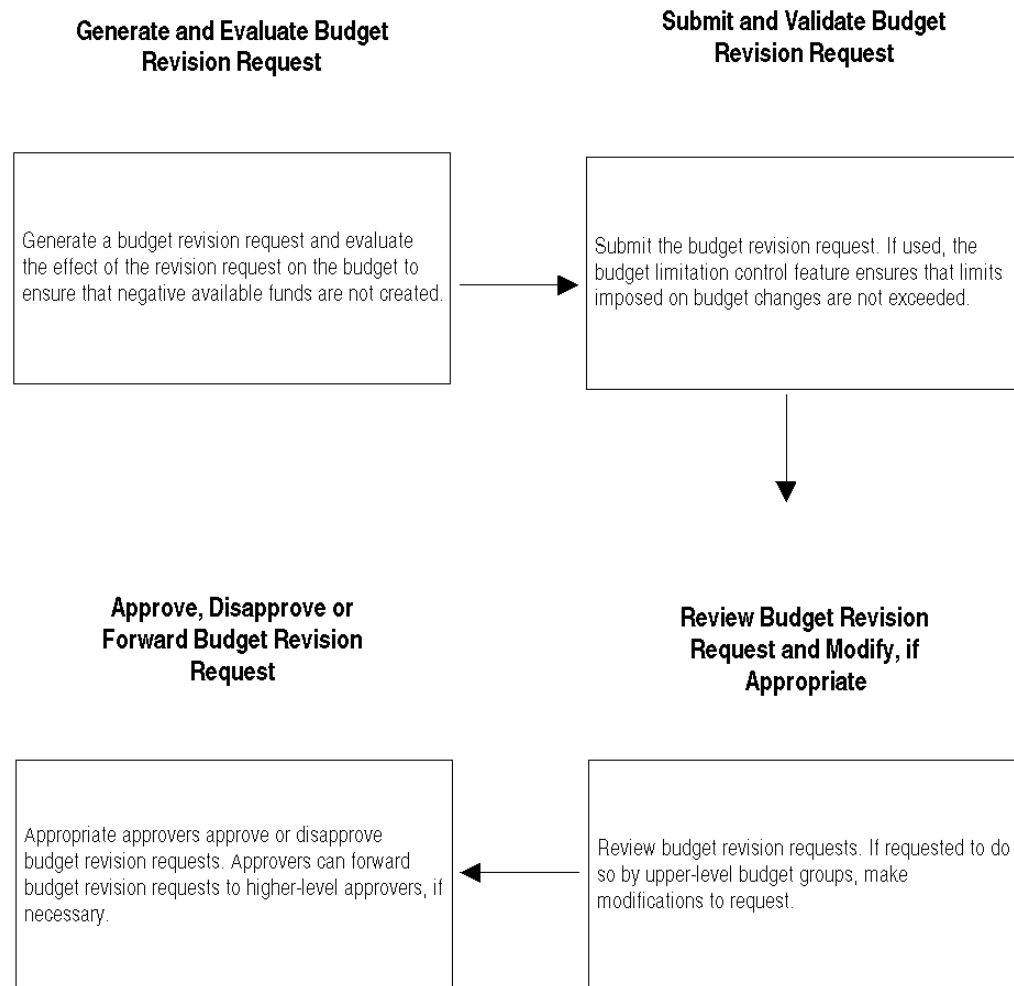 Generate and Evaluate Budget
Revision Request
Submit and Validate Budget
Revision Request
Generate a budget revision request and evaluate
the effect of the revision request on the budget to
ensure that negative available funds are not created.
Submit the budget revision request. If used, the
budget limitation control feature ensures that limits
imposed on budget changes are not exceeded.
Review Budget Revision
Request and Modify, if
Appropriate
Review budget revision requests. If requested to do
so by upper-level budget groups, make
modifications to request.
Approve, Disapprove or
Forward Budget Revision
Request
Appropriate approvers approve or disapprove
budget revision requests. Approvers can forward
budget revision requests to higher-level approvers, if
necessary.